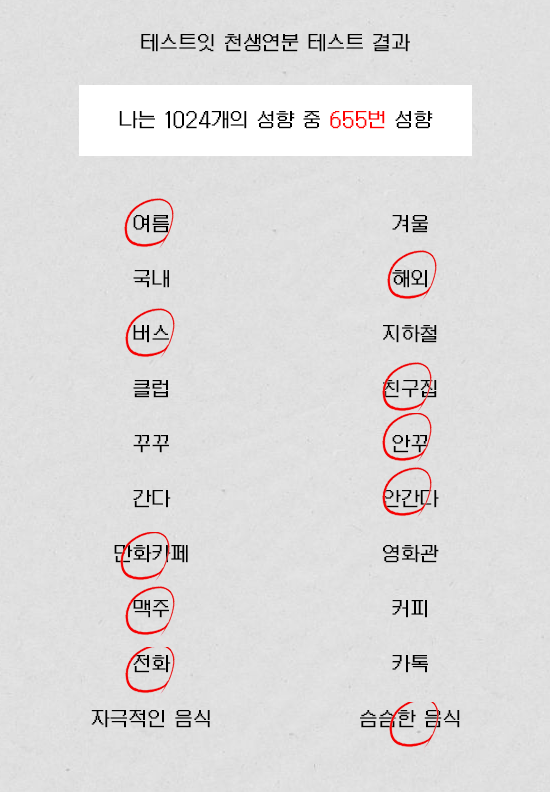 테스트잇 천생연분 테스트 결과
나는 1024개의 성향 중 655번 성향
여름 겨울
국내 해외
버스 지하철
클럽 친구집
꾸꾸 안꾸
간다 안간다
만화카페 영화관
맥주 커피
전화 카톡
자극적인 음식 슴슴한 음식